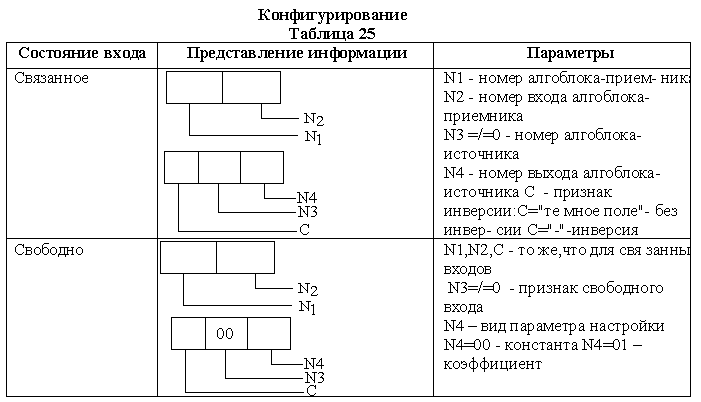 Конфигурирование
Таблица 25
Состояние входа Представление информации Параметры
Связанное
N2
N1
N4
N3
C
N1 - номер алгоблока-прием- ника
N2 - номер входа алгоблока-
приемника
N3 =/=0 - номер алгоблока-
источника
N4 - номер выхода алгоблока-
источника С - признак
инверсии:С="те мное поле"- без
инвер- сии С="-"-инверсия
Свободно
N2
N1
00
N4
N3
C
N1,N2,C - то же,что для свя занны
входов
N3=/=0 - признак свободного
входа
N4 – вид параметра настройки
N4=00 - константа N4=01 –
коэффициент